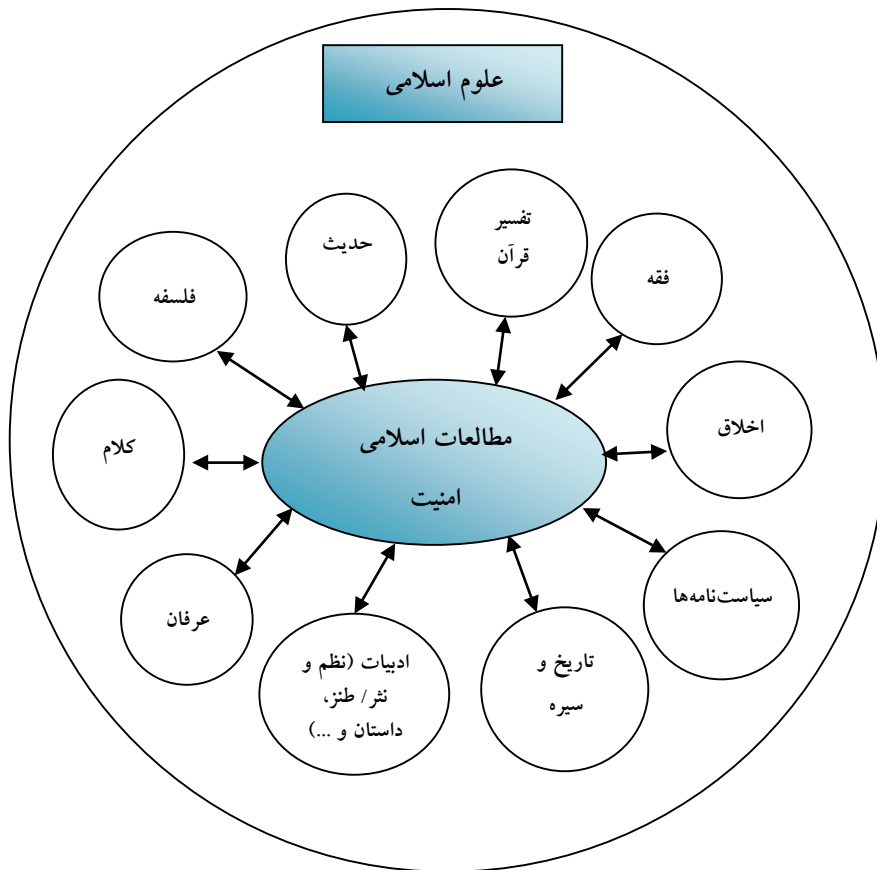 علوم اسلامی
تفسیر
قرآن
حدیث
فقه
فلسفه
اخلاق
مطالعات اسلامی
امنیت
کلام
سیاست‌نامه‌ها
عرفان
تاریخ و
سیره
ادبیات (نظم و
نثر/ طنز،
داستان و ...)